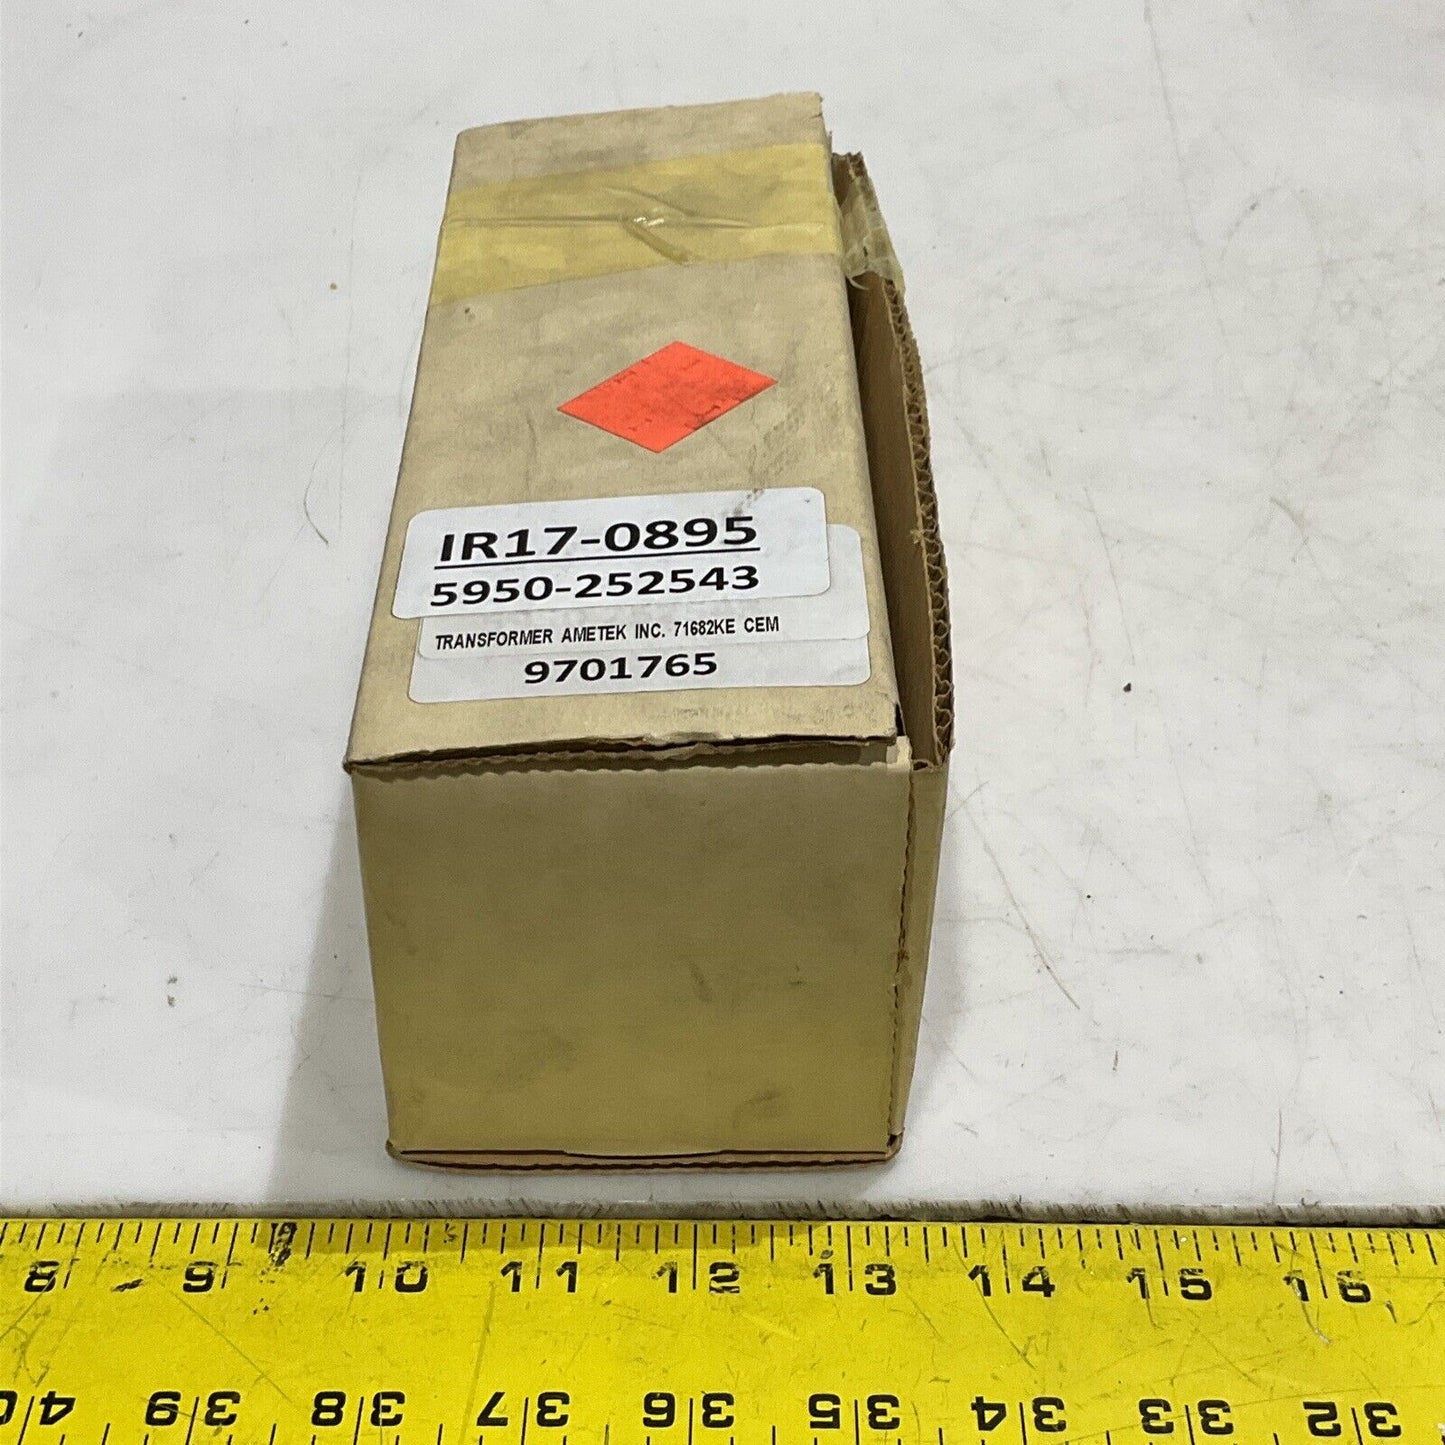 IR17-0895
5950-252543
TRANSFORMER AMETEK INC. 71682KE CEM
9701765
8 9 10 11 12 13 14 15 16
40 39 38 37 36 35 34 33 32